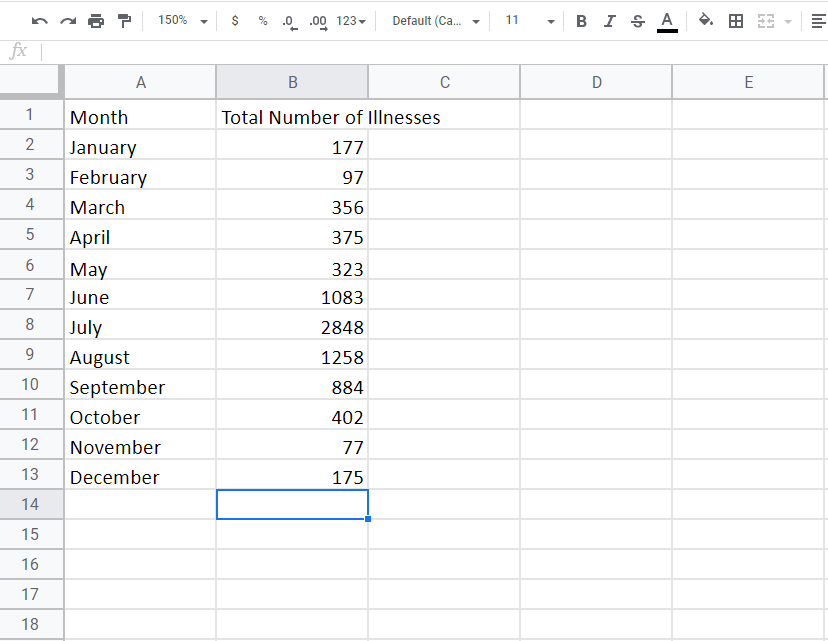 150% $ % .0 .00 123 Default (Ca... 11 B I S A
fx
A B C D E
1 Month Total Number of Illnesses
2 January 177
3 February 97
4 March 356
5 April 375
6 May 323
7 June 1083
8 July 2848
9 August 1258
10 September 884
11 October 402
12 November 77
13 December 175
14
15
16
17
18